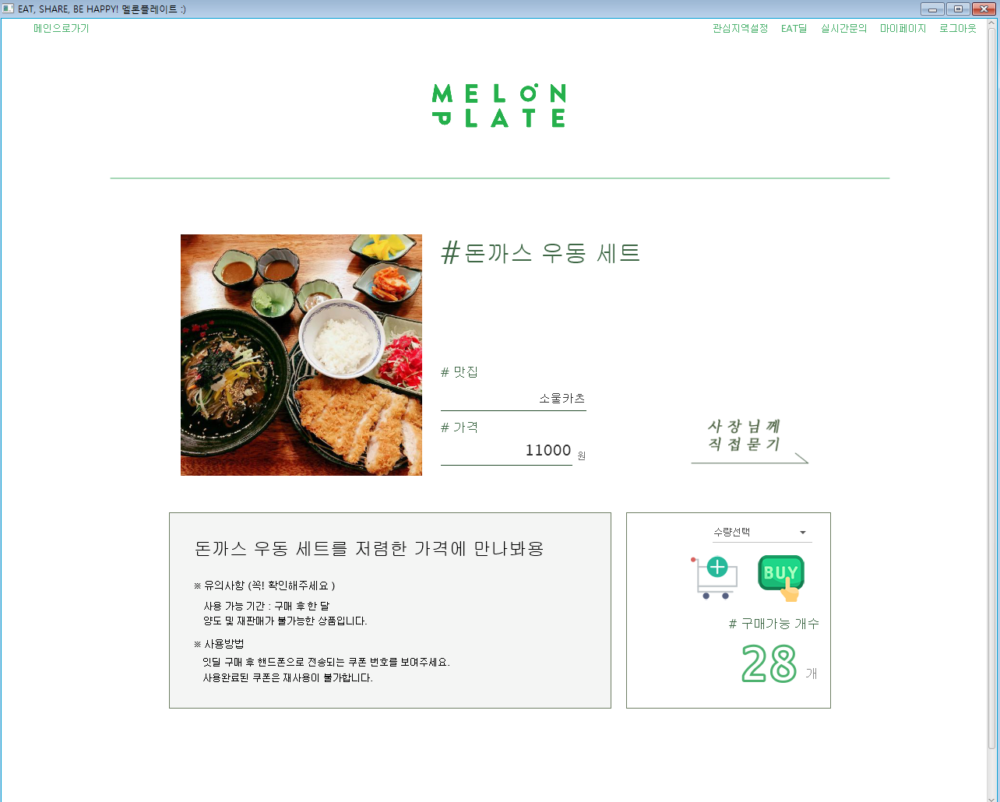 EAT, SHARE, BE HAPPY! 멜론플레이트 :)
메인으로가기
관심지역설정 EAT딜 실시간문의 마이페이지 로그아웃
MELON
PLATE
#돈까스 우동 세트
# 맛집
소울카츠
# 가격
11000 원
사장님께
직접묻기
돈까스 우동 세트를 저렴한 가격에 만나봐용
※ 유의사항 (꼭! 확인해주세요 )
사용 가능 기간 : 구매 후 한 달
양도 및 재판매가 불가능한 상품입니다.
※ 사용방법
잇딜 구매 후 핸드폰으로 전송되는 쿠폰 번호를 보여주세요.
사용완료된 쿠폰은 재사용이 불가합니다.
수량선택
BUY
# 구매가능 개수
28 개